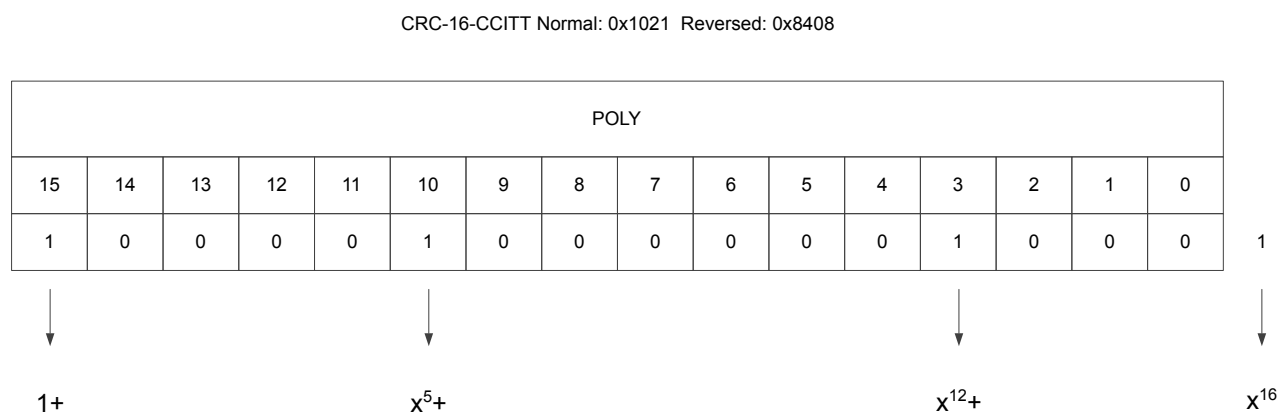 CRC-16-CCITT Normal: 0x1021 Reversed: 0x8408
POLY
15 14 13 12 11 10 9 8 7 6 5 4 3 2 1 0
1 0 0 0 0 1 0 0 0 0 0 0 1 0 0 0 1
1+ x⁵+ x¹²+ x¹⁶